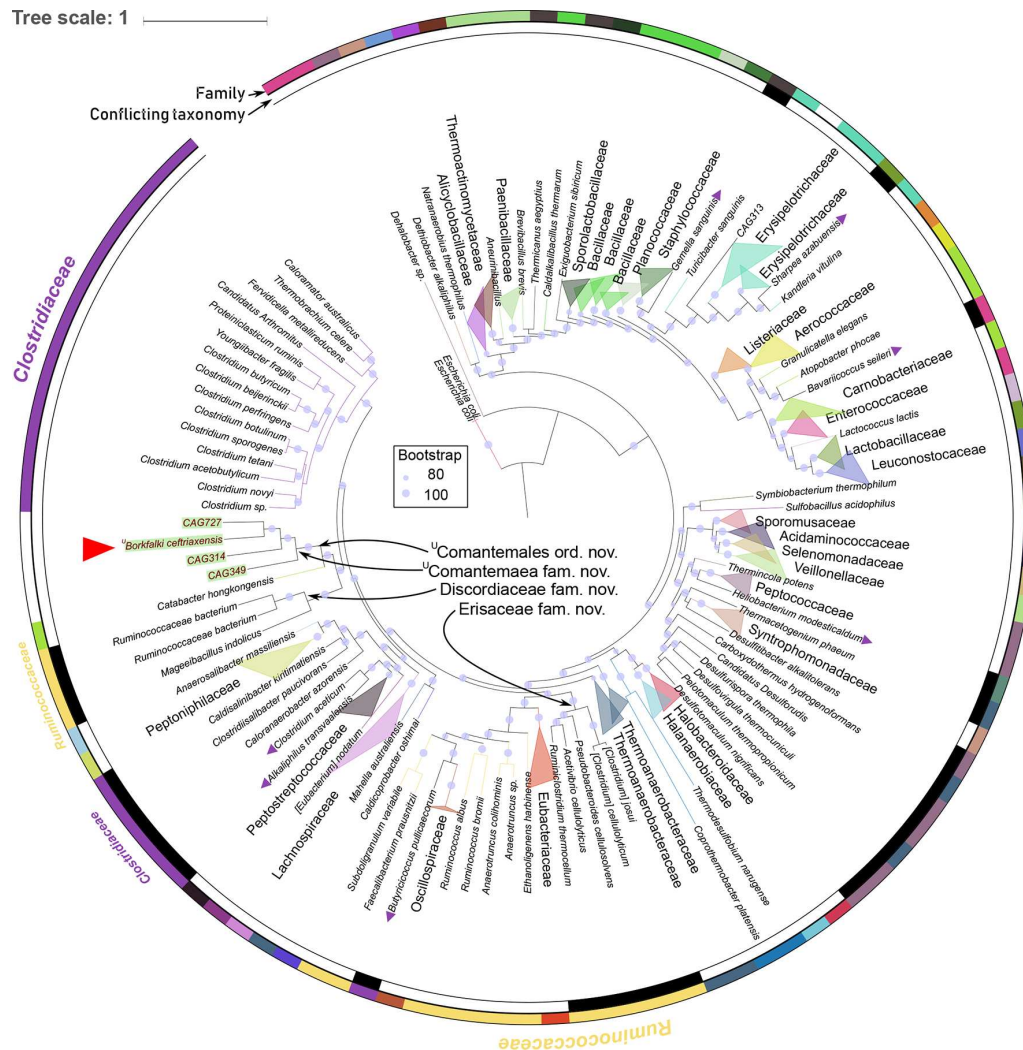 Tree scale: 1
Family
Conflicting taxonomy
Clostridiaceae
Dehalobacter sp.
Dethiobacter alkaliphilus
Natranaerobius thermophilus
Alicyclobacillaceae
Thermoactinomycetaceae
Aneurinibacillus
Paenibacillaceae
Brevibacillus brevis
Thermicanus aegyptius
Caldalkalibacillus thermarum
Exiguobacterium sibiricum
Sporolactobacillaceae
Bacillaceae
Bacillaceae
Bacillaceae
Planococcaceae
Staphylococcaceae
Gemella sanguinis
Turicibacter sanguinis
CAG313
Erysipelotrichaceae
Erysipelotrichaceae
Sharpea azabuensis
Kandleria vitulina
Listeriaceae
Aerococcaceae
Granulicatella elegans
Atopobacter phocae
Bavariicoccus seileri
Carnobacteriaceae
Enterococcaceae
Lactococcus lactis
Lactobacillaceae
Leuconostocaceae
Symbiobacterium thermophilum
Sulfobacillus acidophilus
Sporomusaceae
Acidaminococcaceae
Selenomonadaceae
Veillonellaceae
Thermincola potens
Peptococcaceae
Heliobacterium modesticaldum
Thermacetogenium phaeum
Syntrophomonadaceae
Desulfitibacter alkalitolerans
Carboxydothermus hydrogenoformans
Candidatus Desulforudis
Desulfurispora thermophila
Desulfovirgula thermocuniculi
Pelotomaculum thermopropionicum
Desulfotomaculum nigrificans
Halobacteroidaceae
Halanaerobiaceae
Thermodesulfobium narugense
Coprothermobacter platensis
Thermoanaerobacteraceae
Thermoanaerobacteraceae
[Clostridium] josui
[Clostridium] cellulolyticum
Pseudobacteroides cellulosolvens
Acetivibrio cellulolyticus
Ruminiclostridium thermocellum
Eubacteriaceae
Ethanoligenens harbinense
Anaerotruncus sp.
Anaerotruncus colihominis
Ruminococcus bromii
Ruminococcus albus
Oscillospiraceae
Butyricicoccus pullicaecorum
Faecalibacterium prausnitzii
Subdoligranulum variabile
Caldicoprobacter oshimai
Mahella australiensis
Lachnospiraceae
[Eubacterium] nodatum
Peptostreptococcaceae
Alkaliphilus transvaalensis
Clostridium aceticum
Caloranaerobacter azorensis
Clostridiisalibacter paucivorans
Caldisalinibacter kiritimatiensis
Peptoniphilaceae
Anaerosalibacter massiliensis
Mageeibacillus indolicus
Ruminococcaceae bacterium
Ruminococcaceae bacterium
Catabacter hongkongensis
CAG349
CAG314
UBorkfalki ceftriaxensis
CAG727
Clostridium sp.
Clostridium novyi
Clostridium acetobutylicum
Clostridium tetani
Clostridium sporogenes
Clostridium botulinum
Clostridium perfringens
Clostridium beijerinckii
Clostridium butyricum
Youngiibacter fragilis
Proteiniclasticum ruminis
Candidatus Arthromitus
Fervidicella metallireducens
Thermobrachium celere
Caloramator australicus
Escherichia coli
Escherichia coli
Bootstrap
80
100
UComantemales ord. nov.
UComantemaea fam. nov.
Discordiaceae fam. nov.
Erisaceae fam. nov.
Ruminococcaceae
Clostridiaceae
Ruminococcaceae